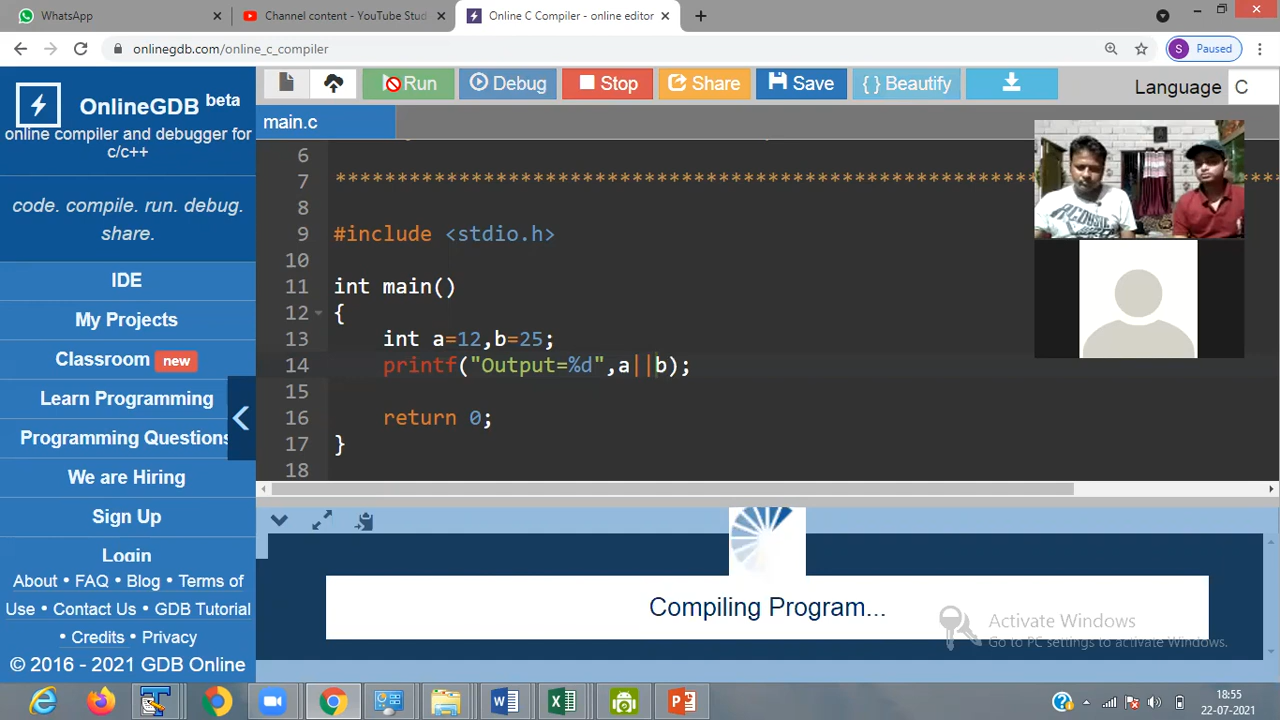 WhatsApp
Channel content - YouTube Stud
Online C Compiler - online editor
onlinegdb.com/online_c_compiler
S Paused
OnlineGDB beta
online compiler and debugger for
c/c++
code. compile. run. debug.
share.
IDE
My Projects
Classroom new
Learn Programming
Programming Questions
We are Hiring
Sign Up
Login
About • FAQ • Blog • Terms of
Use • Contact Us • GDB Tutorial
• Credits • Privacy
© 2016 - 2021 GDB Online
Run Debug Stop Share Save { } Beautify
Language C
main.c
6
7 ******************************************************
8
9 #include <stdio.h>
10
11 int main()
12 {
13 int a=12,b=25;
14 printf("Output=%d",a||b);
15
16 return 0;
17 }
18
Compiling Program...
Activate Windows
Go to PC settings to activate Windows.
18:55
22-07-2021